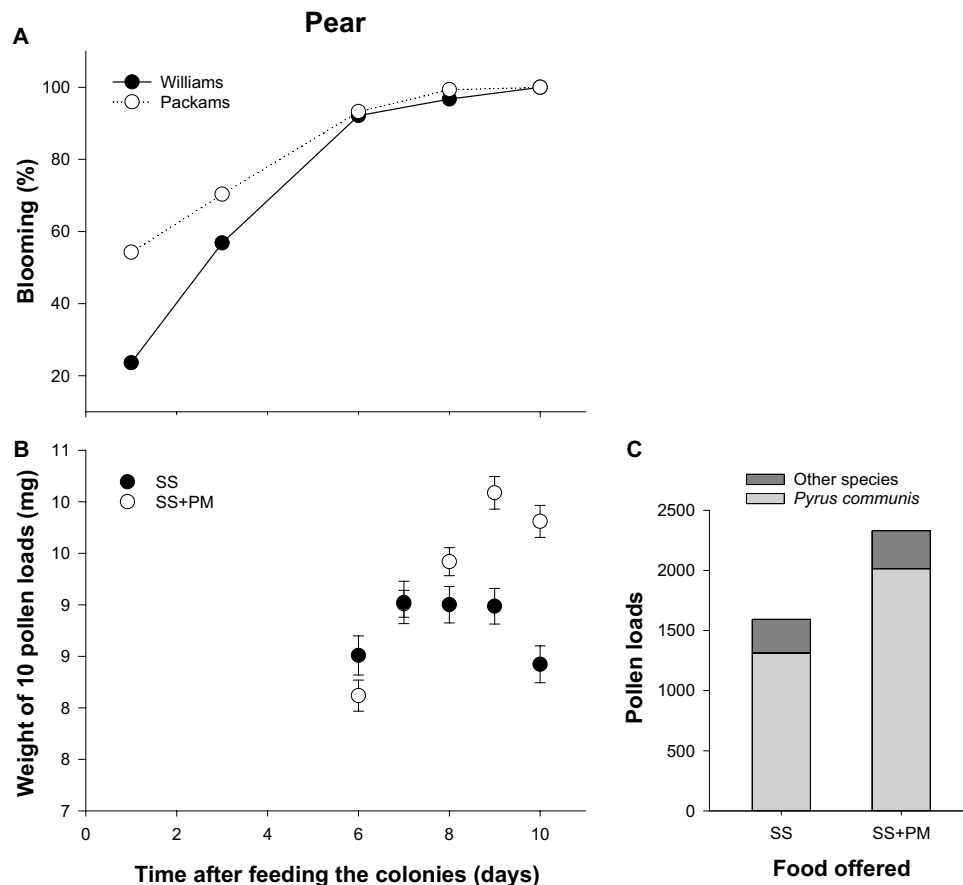 Pear
A
Williams
Packams
100
80
60
40
20
Blooming (%)
B
SS
SS+PM
11
10
10
9
9
8
8
7
Weight of 10 pollen loads (mg)
0 2 4 6 8 10
Time after feeding the colonies (days)
C
Other species
Pyrus communis
2500
2000
1500
1000
500
0
Pollen loads
SS SS+PM
Food offered